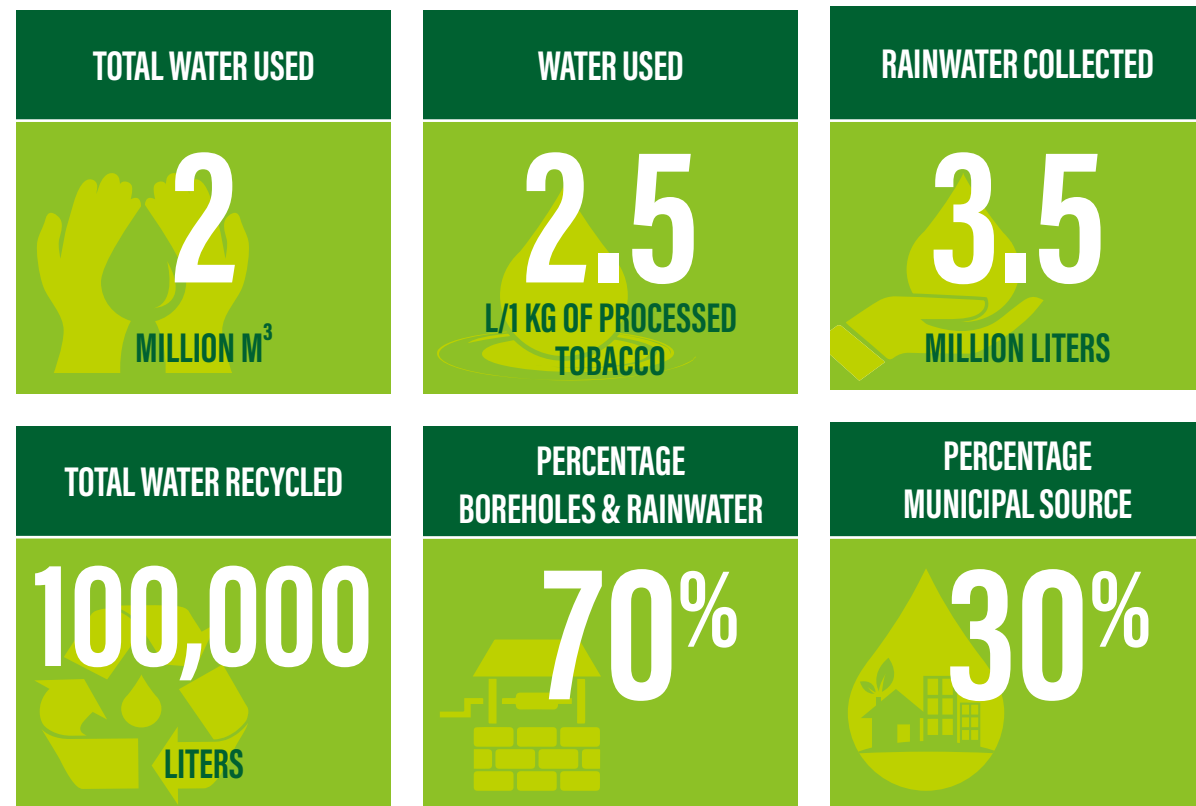 TOTAL WATER USED
2
MILLION M³
WATER USED
2.5
L/1 KG OF PROCESSED
TOBACCO
RAINWATER COLLECTED
3.5
MILLION LITERS
TOTAL WATER RECYCLED
100,000
LITERS
PERCENTAGE
BOREHOLES & RAINWATER
70%
PERCENTAGE
MUNICIPAL SOURCE
30%